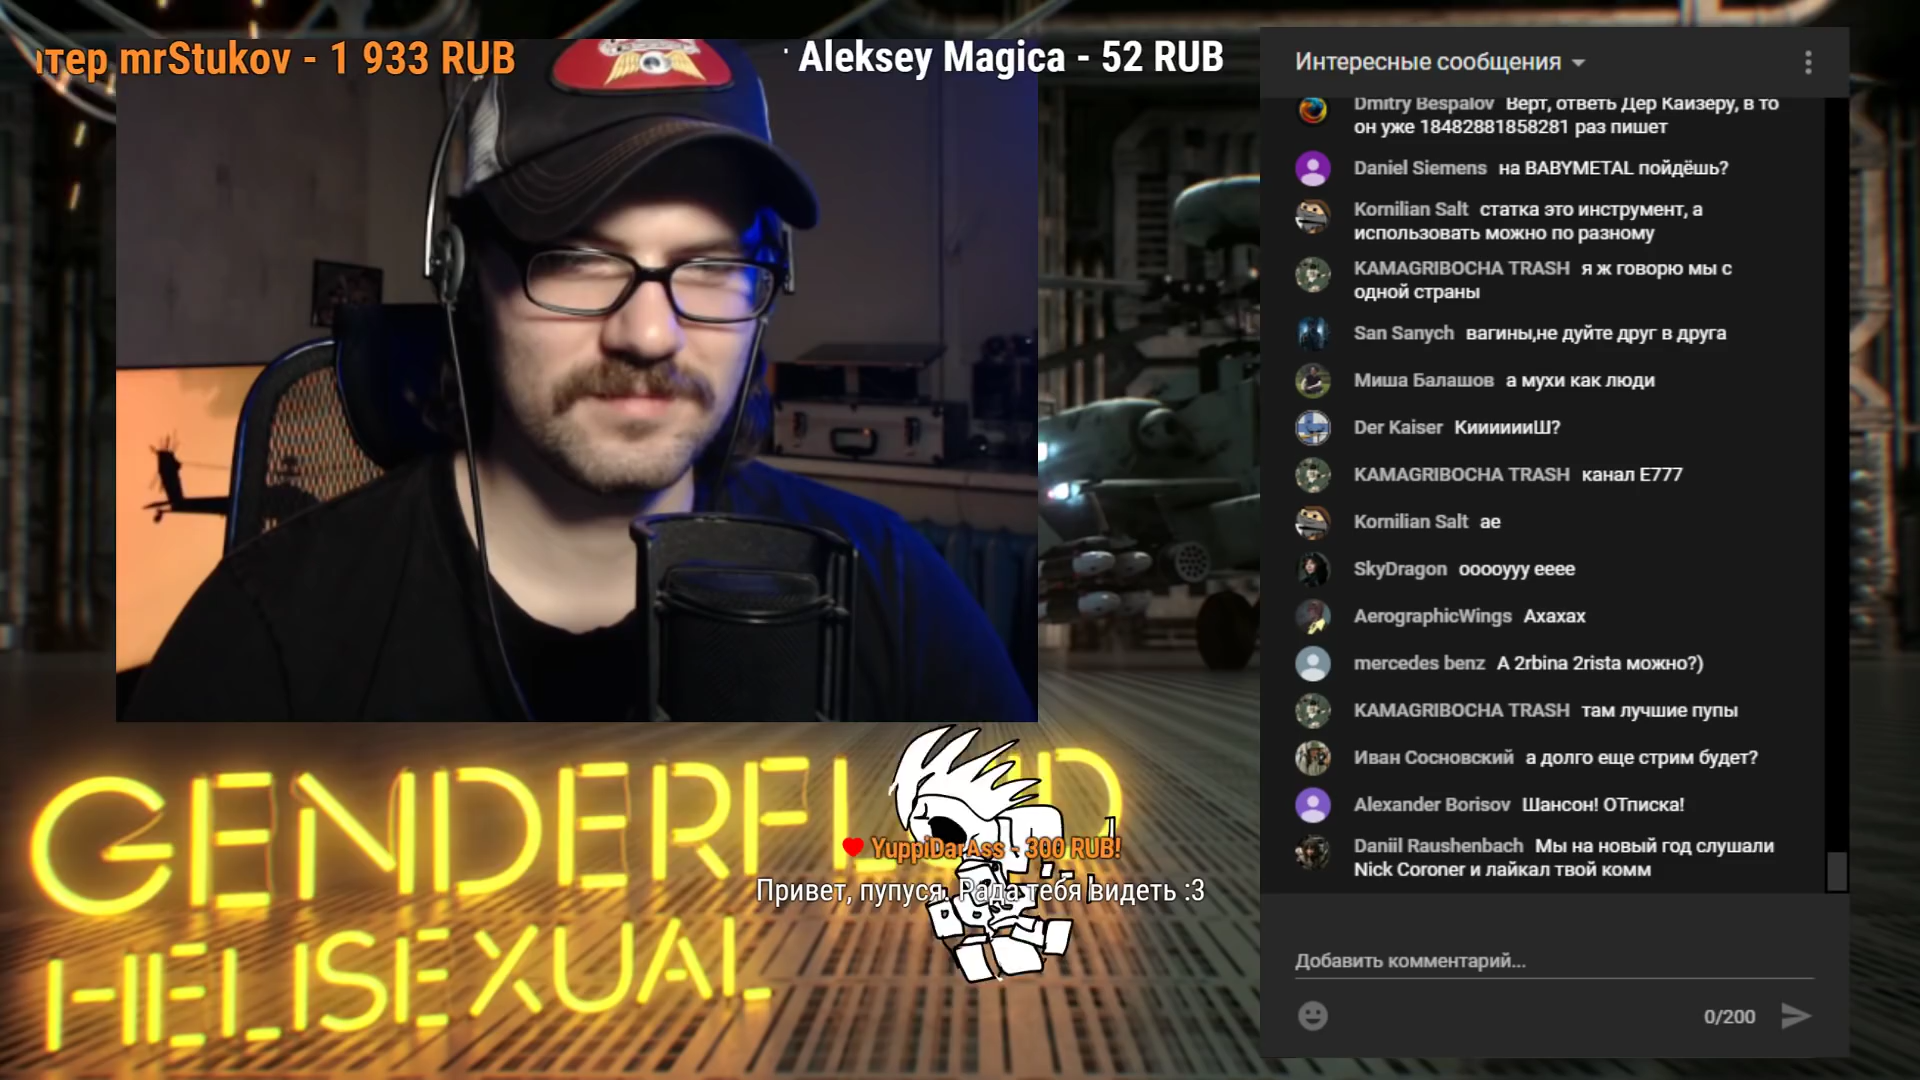 тер mrStukov - 1 933 RUB
Aleksey Magica - 52 RUB
Интересные сообщения
Dmitry Bespalov Верт, ответь Дер Кайзеру, в то
он уже 18482881858281 раз пишет
Daniel Siemens на BABYMETAL пойдёшь?
Kornilian Salt статка это инструмент, а
использовать можно по разному
KAMAGRIBOCHA TRASH я ж говорю мы с
одной страны
San Sanych вагины,не дуйте друг в друга
Миша Балашов а мухи как люди
Der Kaiser КииииииШ?
KAMAGRIBOCHA TRASH канал E777
Kornilian Salt ае
SkyDragon ооооууу ееее
AerographicWings Ахахах
mercedes benz А 2rbina 2rista можно?)
KAMAGRIBOCHA TRASH там лучшие пупы
Иван Сосновский а долго еще стрим будет?
Alexander Borisov Шансон! ОТписка!
Daniil Raushenbach Мы на новый год слушали
Nick Coroner и лайкал твой комм
Добавить комментарий...
0/200
GENDERFLUID
HELISEXUAL
YuppiDarAss - 300 RUB!
Привет, пупуся. Рада тебя видеть :3